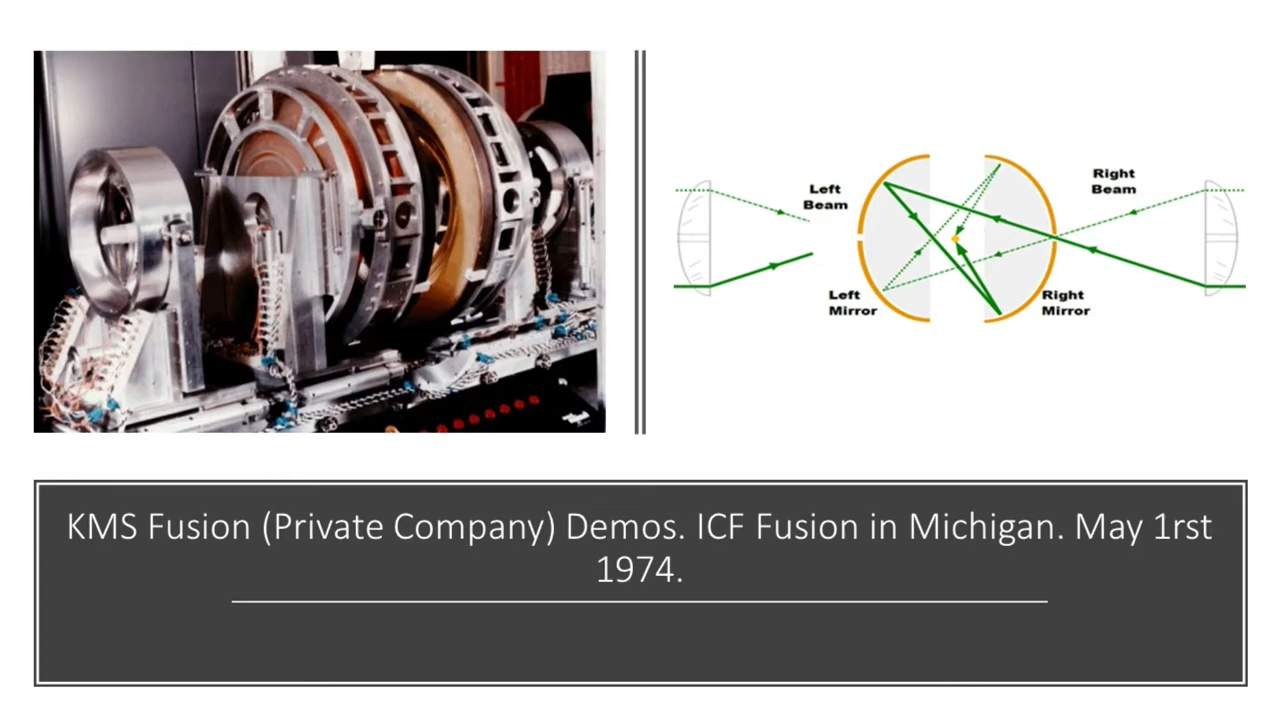 Left
Beam
Right
Beam
Left
Mirror
Right
Mirror
KMS Fusion (Private Company) Demos. ICF Fusion in Michigan. May 1rst
1974.